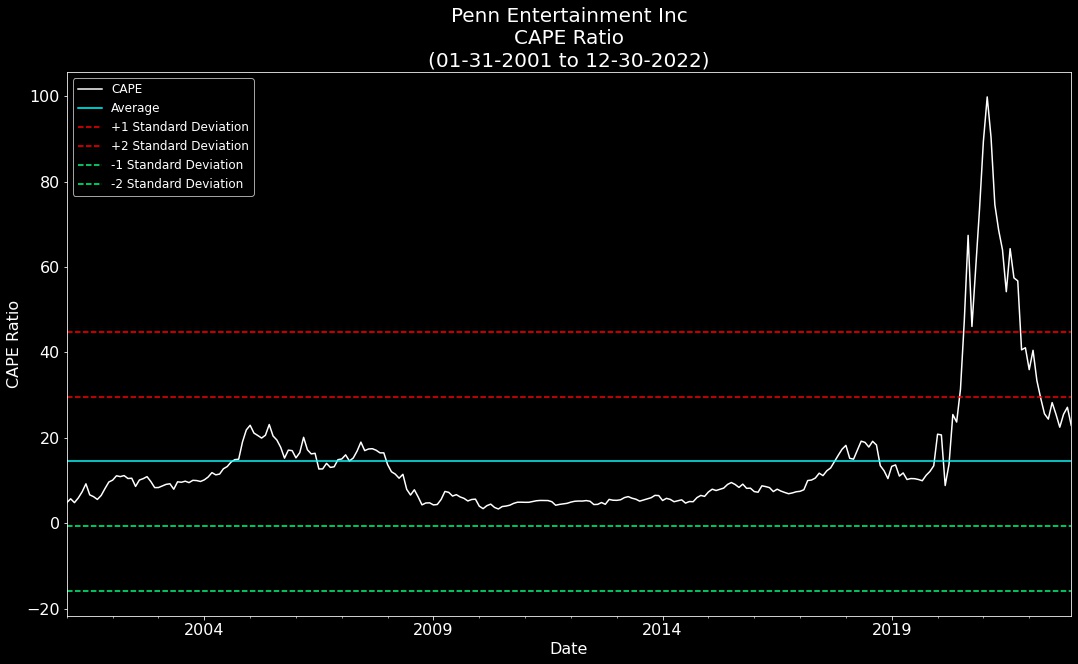 Penn Entertainment Inc
CAPE Ratio
(01-31-2001 to 12-30-2022)
CAPE
Average
+1 Standard Deviation
+2 Standard Deviation
-1 Standard Deviation
-2 Standard Deviation
CAPE Ratio
100
80
60
40
20
0
−20
2004
2009
2014
2019
Date